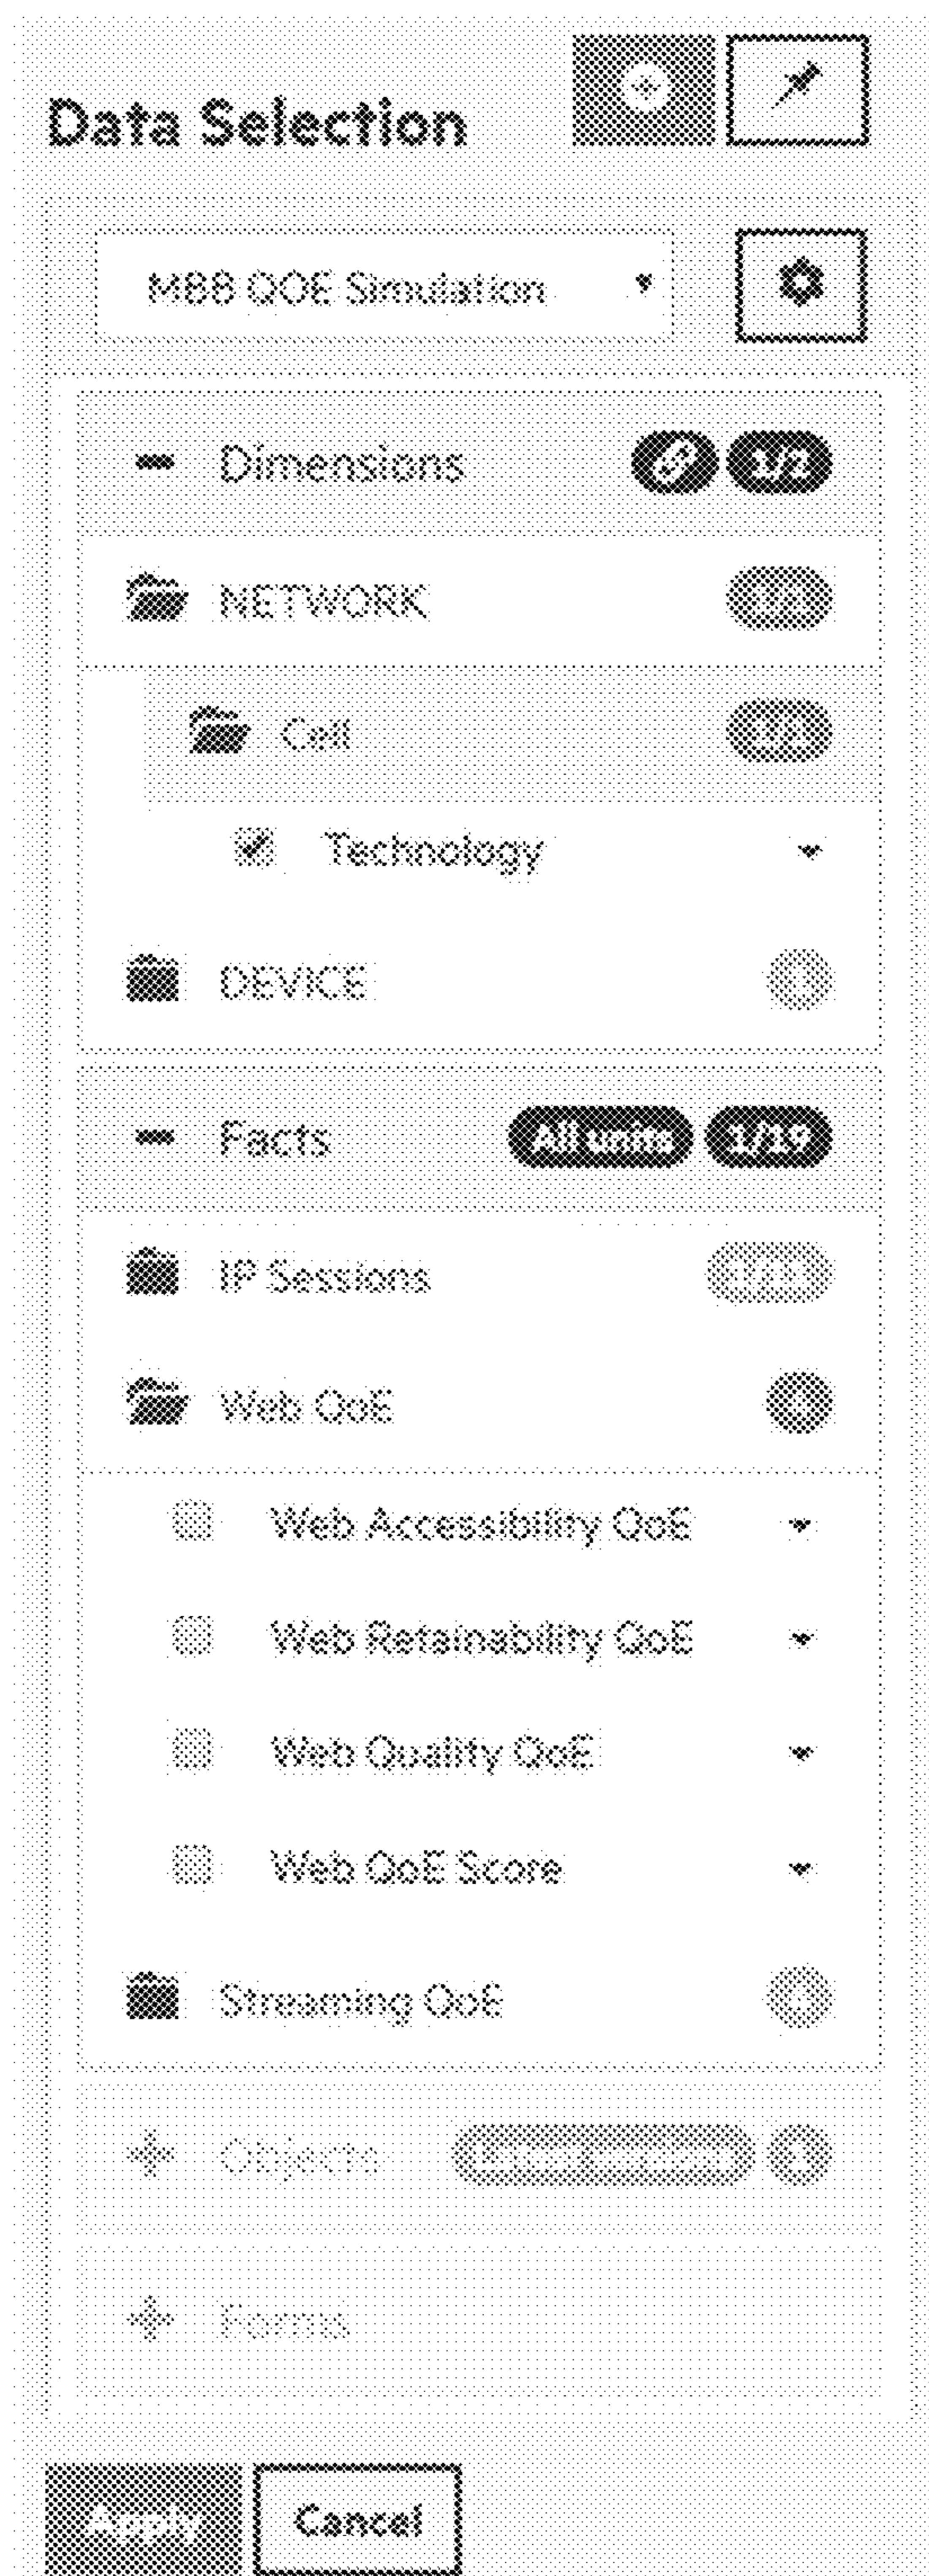 Data Selection
MBB QOE Simulation
Dimensions 1/2
NETWORK
Cell
Technology
DEVICE
Facts All units 1/19
IP Sessions
Web QoE
Web Accessibility QoE
Web Retainability QoE
Web Quality QoE
Web QoE Score
Streaming QoE
Objects
Forms
Apply Cancel